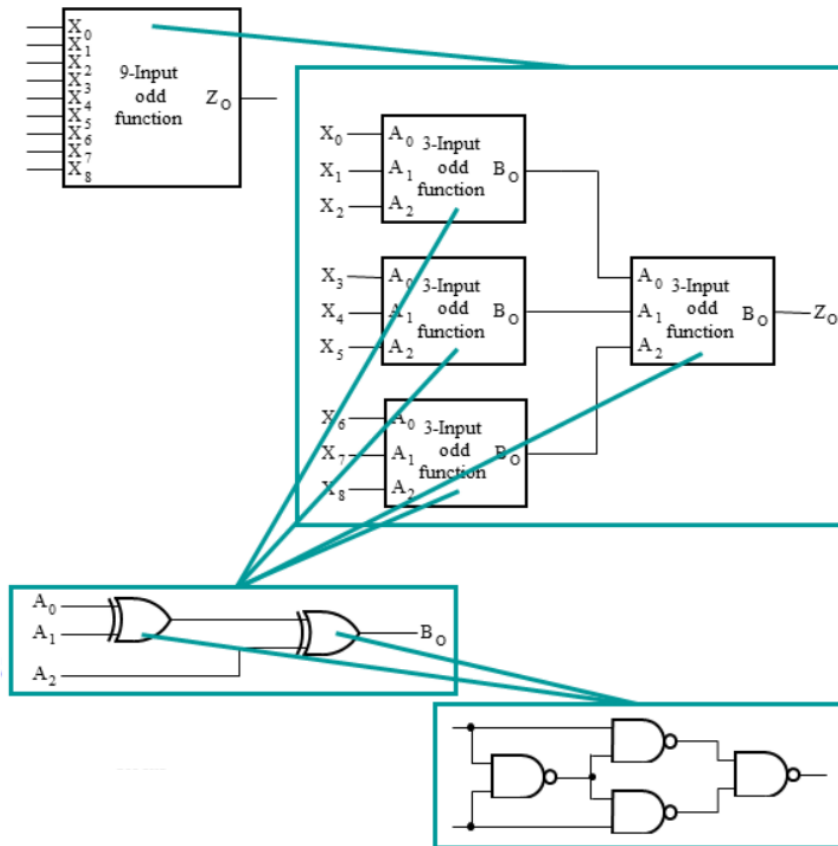 X0
X1
X2
X3
X4
X5
X6
X7
X8
9-Input
odd
function
ZO
X0
X1
X2
A0
A1
A2
3-Input
odd
function
BO
X3
X4
X5
A0
A1
A2
3-Input
odd
function
BO
X6
X7
X8
A0
A1
A2
3-Input
odd
function
BO
A0
A1
A2
3-Input
odd
function
BO
ZO
A0
A1
A2
BO